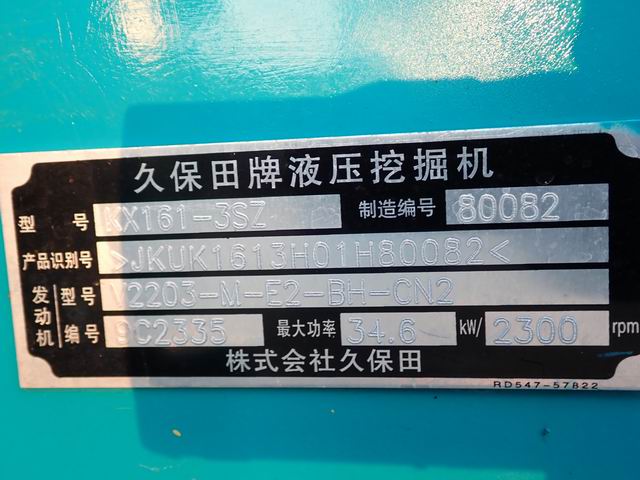 久保田牌液压挖掘机
型 号 KX161-3SZ 制造编号 80082
产品识别号 >JKUK1613H01H80082<
发动机 型号 V2203-M-E2-BH-CN2
编号 9C2335 最大功率 34.6 kW/ 2300 rpm
株式会社久保田
RD547-57822